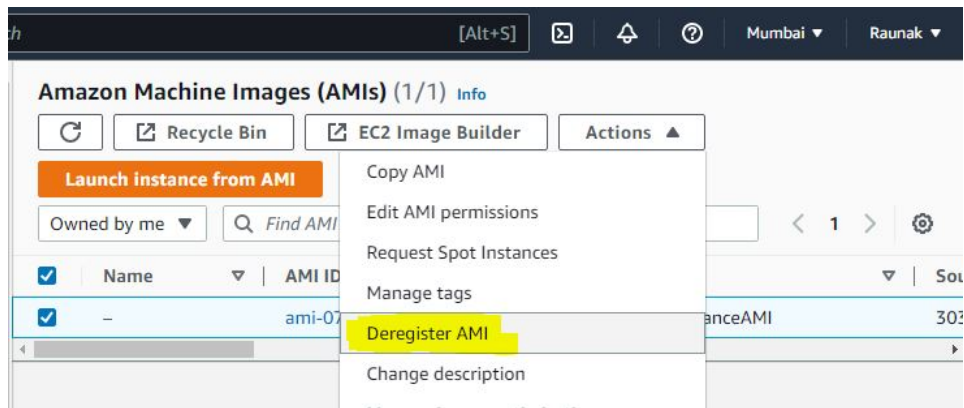 ch [Alt+S] Mumbai Raunak
Amazon Machine Images (AMIs) (1/1) Info
Recycle Bin EC2 Image Builder Actions
Launch instance from AMI
Owned by me Find AMI 1
Name AMI ID Sou
– ami-07 anceAMI 303
Copy AMI
Edit AMI permissions
Request Spot Instances
Manage tags
Deregister AMI
Change description